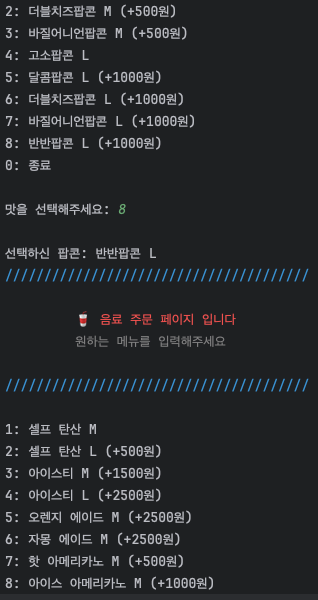 2: 더블치즈팝콘 M (+500원)
3: 바질어니언팝콘 M (+500원)
4: 고소팝콘 L
5: 달콤팝콘 L (+1000원)
6: 더블치즈팝콘 L (+1000원)
7: 바질어니언팝콘 L (+1000원)
8: 반반팝콘 L (+1000원)
0: 종료
맛을 선택해주세요: 8
선택하신 팝콘: 반반팝콘 L
///////////////////////////////////////
🥤 음료 주문 페이지 입니다
원하는 메뉴를 입력해주세요
///////////////////////////////////////
1: 셀프 탄산 M
2: 셀프 탄산 L (+500원)
3: 아이스티 M (+1500원)
4: 아이스티 L (+2500원)
5: 오렌지 에이드 M (+2500원)
6: 자몽 에이드 M (+2500원)
7: 핫 아메리카노 M (+500원)
8: 아이스 아메리카노 M (+1000원)